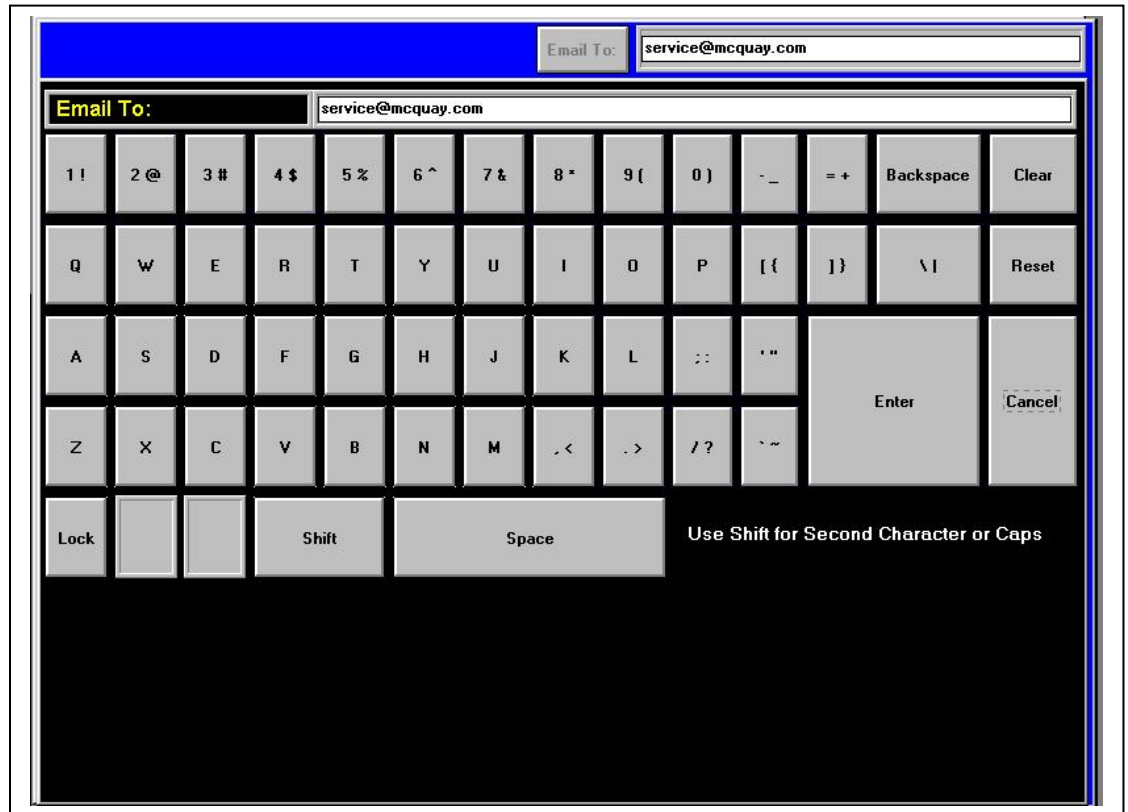 Email To: service@mcquay.com
Email To: service@mcquay.com
1 ! 2 @ 3 # 4 $ 5 % 6 ^ 7 & 8 * 9 ( 0 ) - _ = + Backspace Clear
Q W E R T Y U I O P [ { ] } \ | Reset
A S D F G H J K L ; : ' " Enter Cancel
Z X C V B N M , < . > / ? ` ~
Lock Shift Space Use Shift for Second Character or Caps